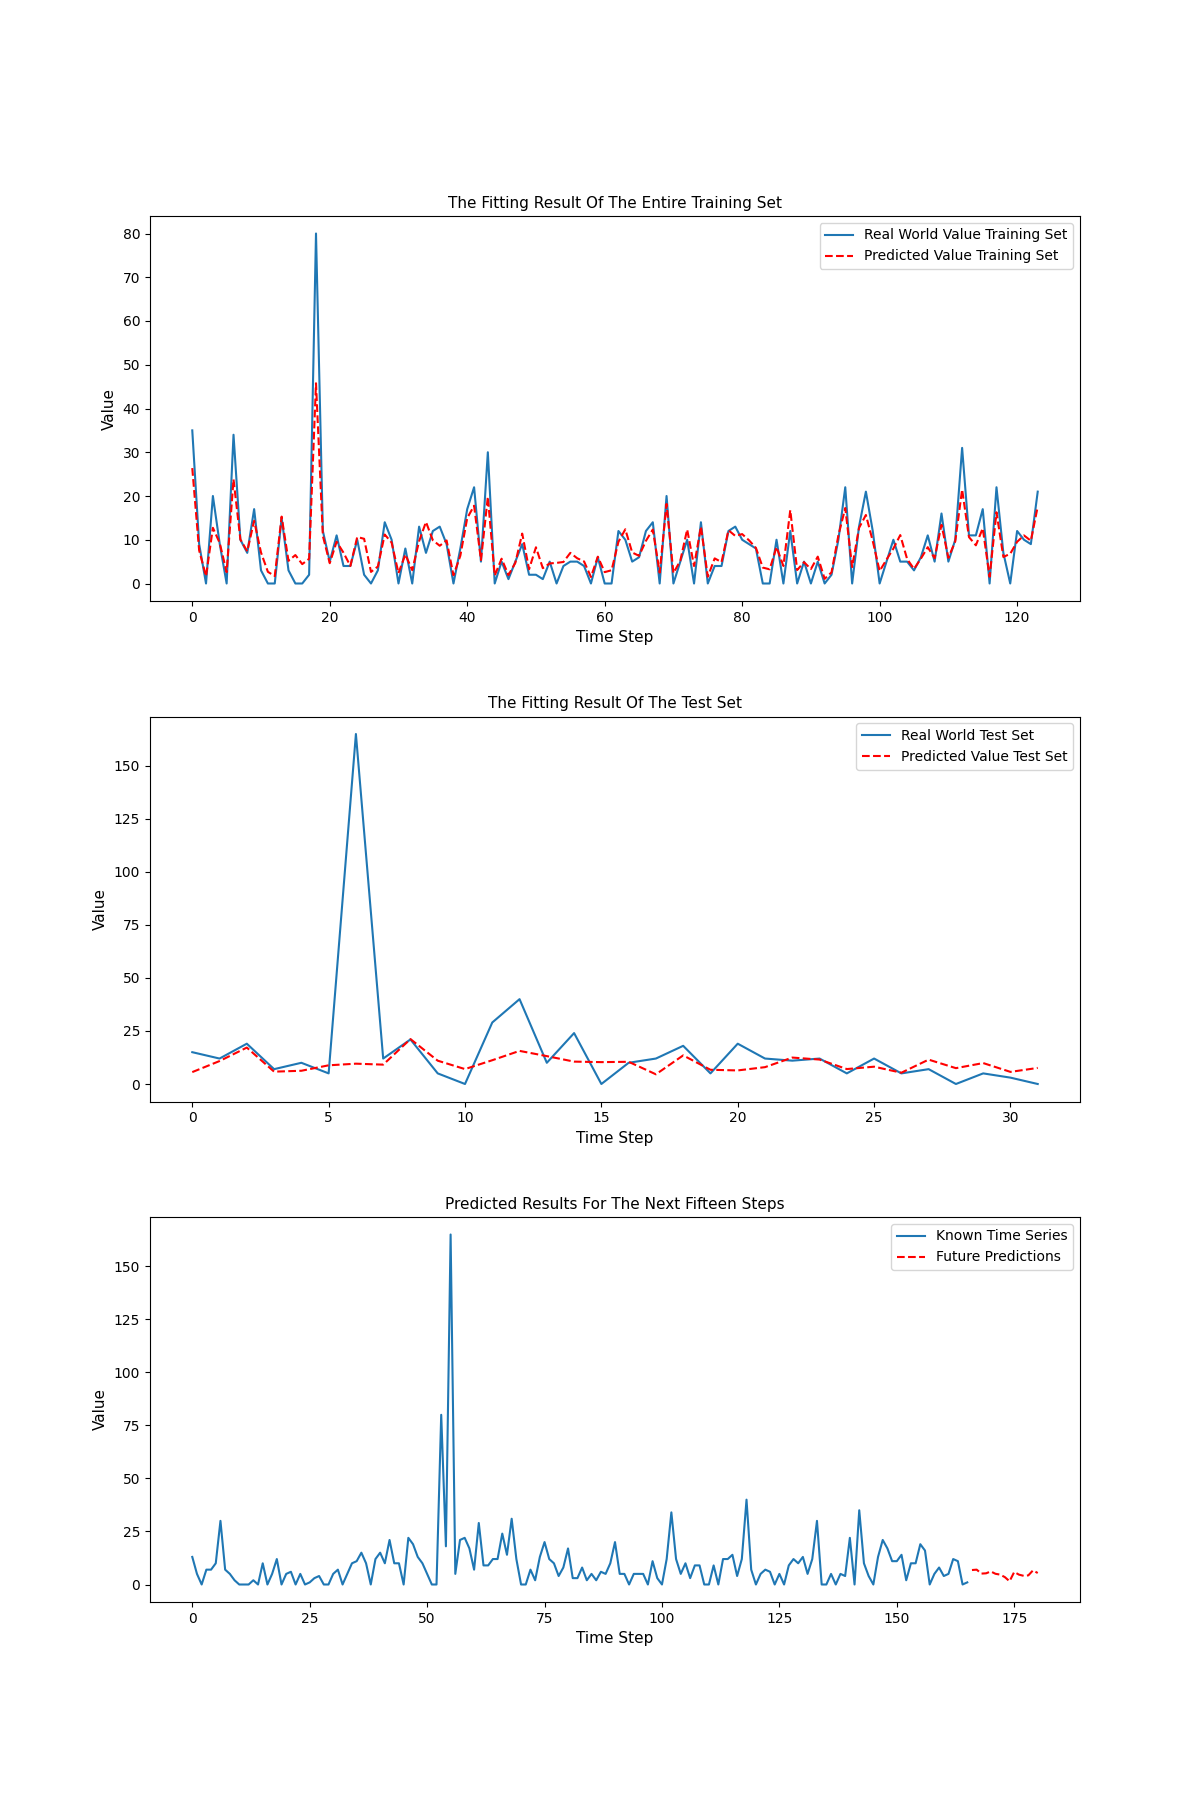 The Fitting Result Of The Entire Training Set
Real World Value Training Set
Predicted Value Training Set
80
70
60
50
40
30
20
10
0
Value
0 20 40 60 80 100 120
Time Step
The Fitting Result Of The Test Set
Real World Test Set
Predicted Value Test Set
150
125
100
75
50
25
0
Value
0 5 10 15 20 25 30
Time Step
Predicted Results For The Next Fifteen Steps
Known Time Series
Future Predictions
150
125
100
75
50
25
0
Value
0 25 50 75 100 125 150 175
Time Step